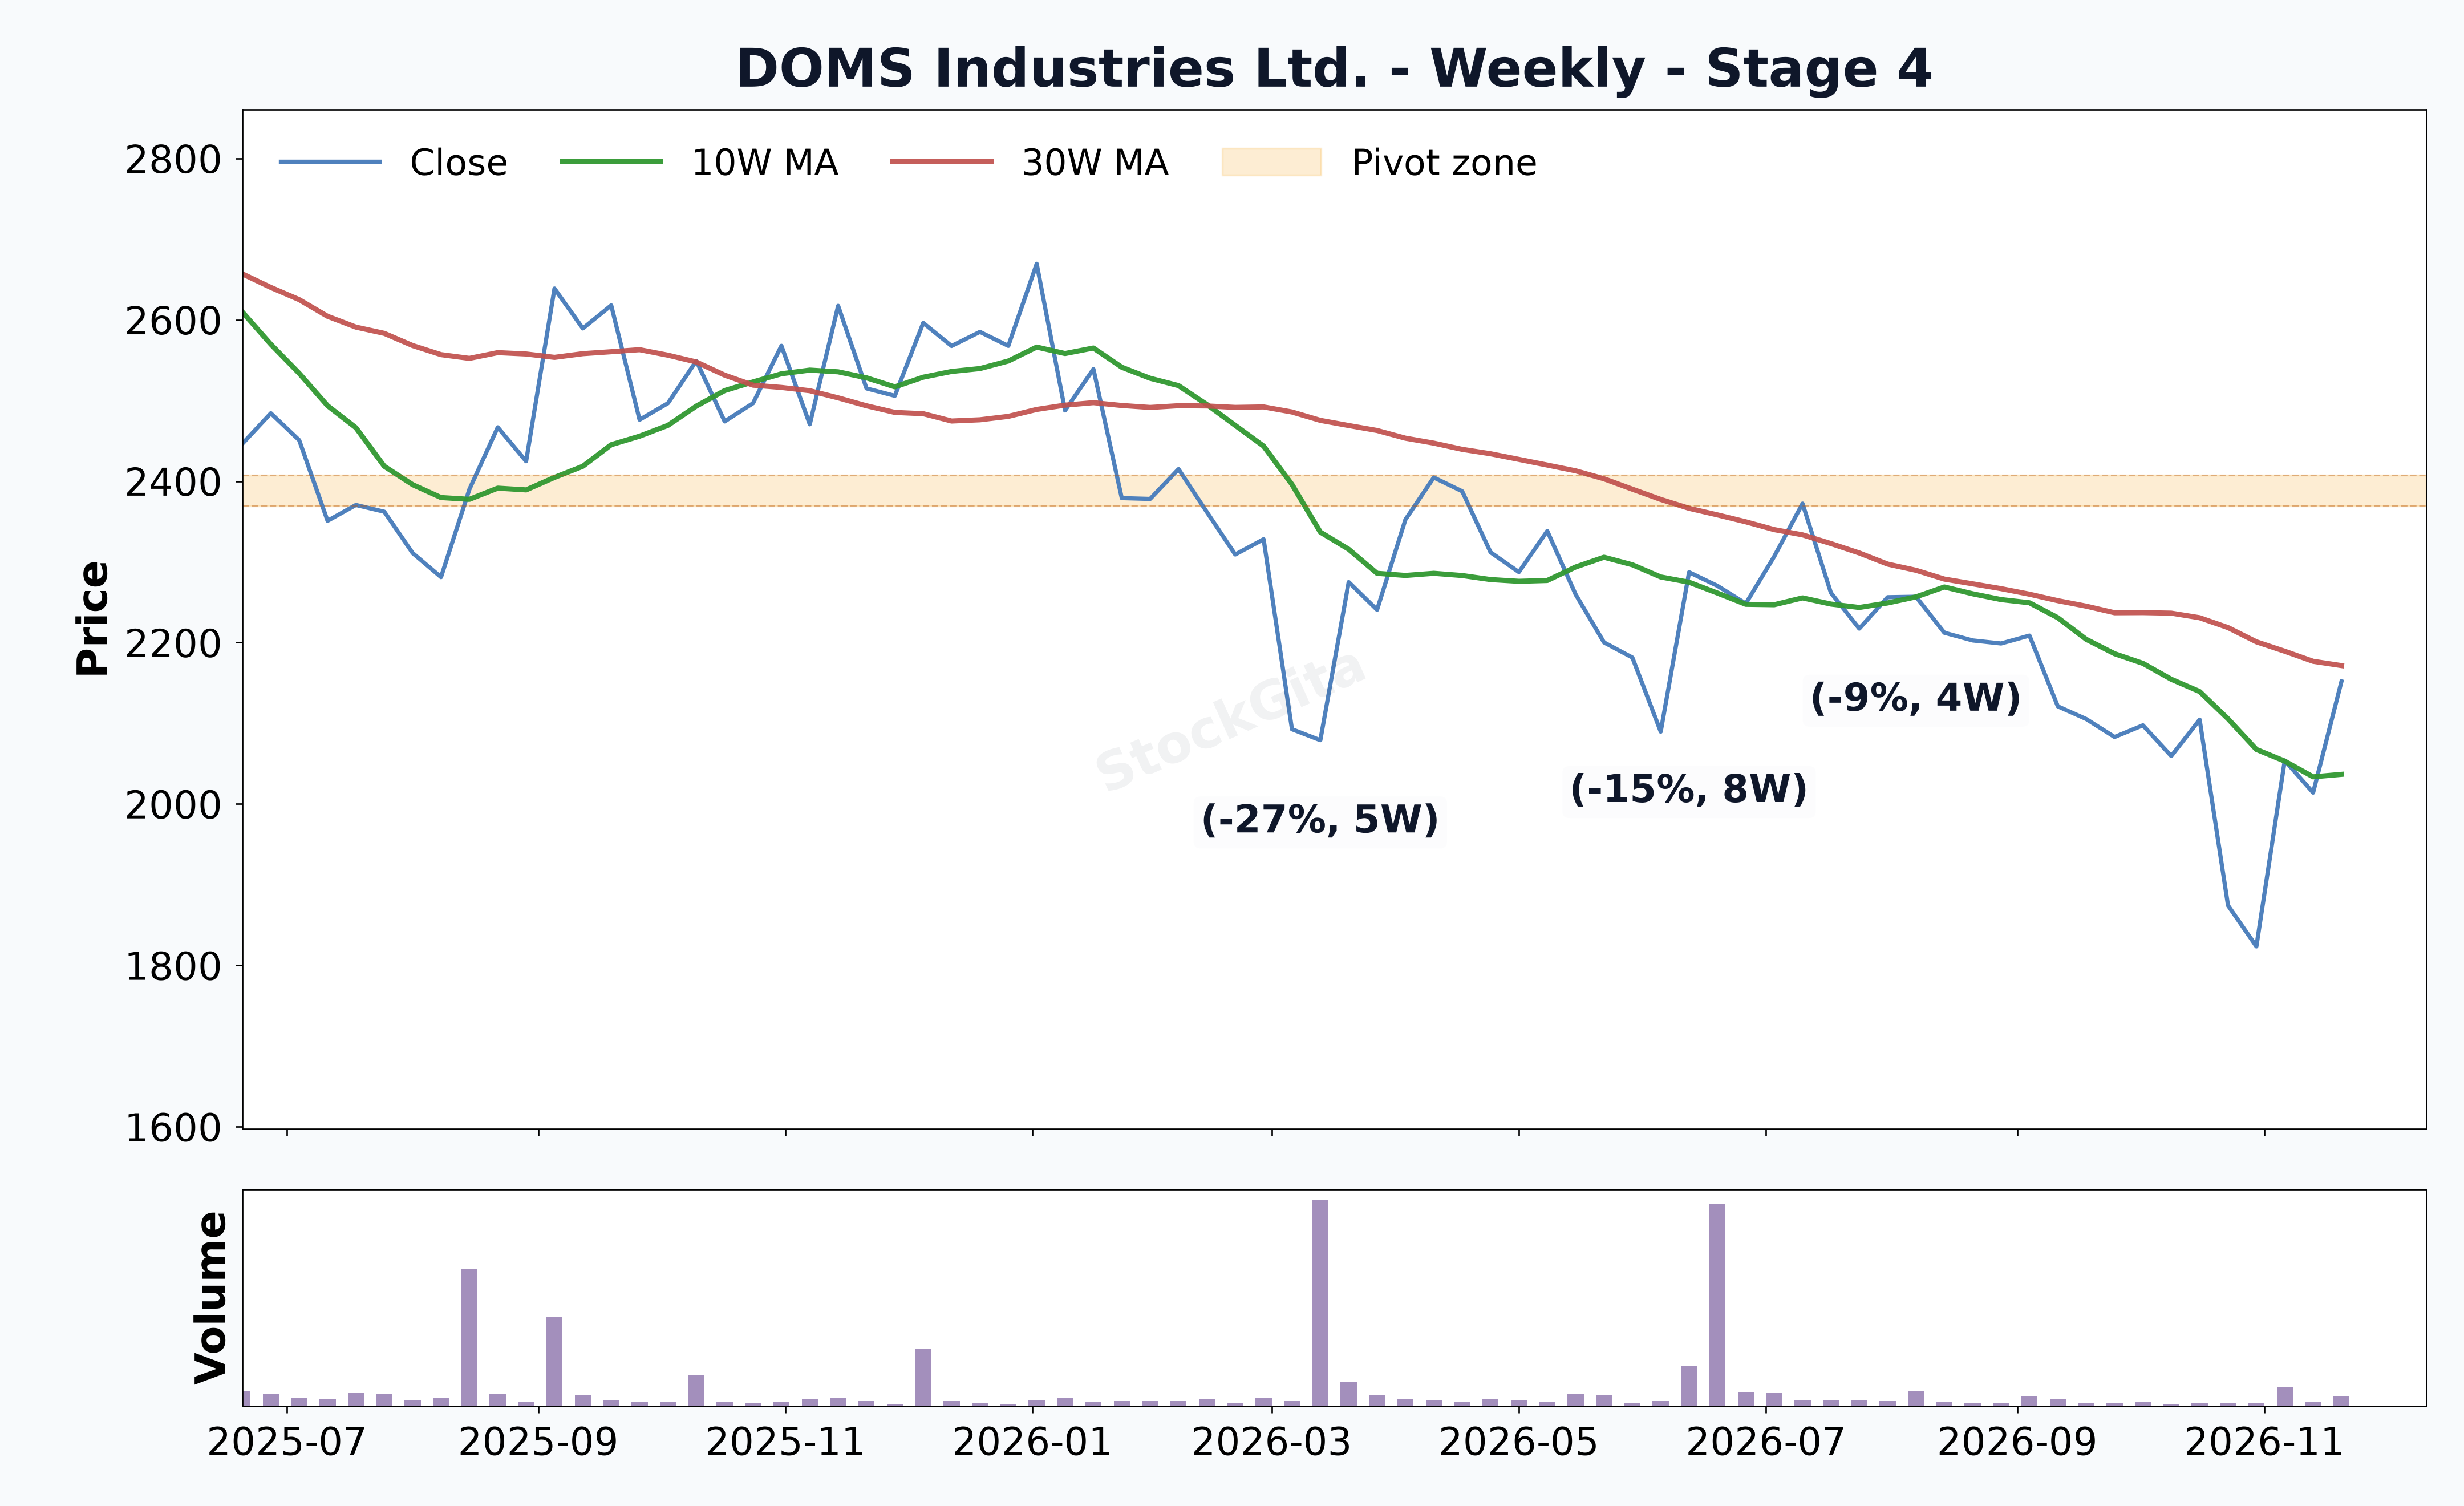 DOMS Industries Ltd. - Weekly - Stage 4
Close 10W MA 30W MA Pivot zone
2800
2600
2400
2200
2000
1800
1600
Price
StockGita
(-27%, 5W)
(-15%, 8W)
(-9%, 4W)
Volume
2025-07 2025-09 2025-11 2026-01 2026-03 2026-05 2026-07 2026-09 2026-11